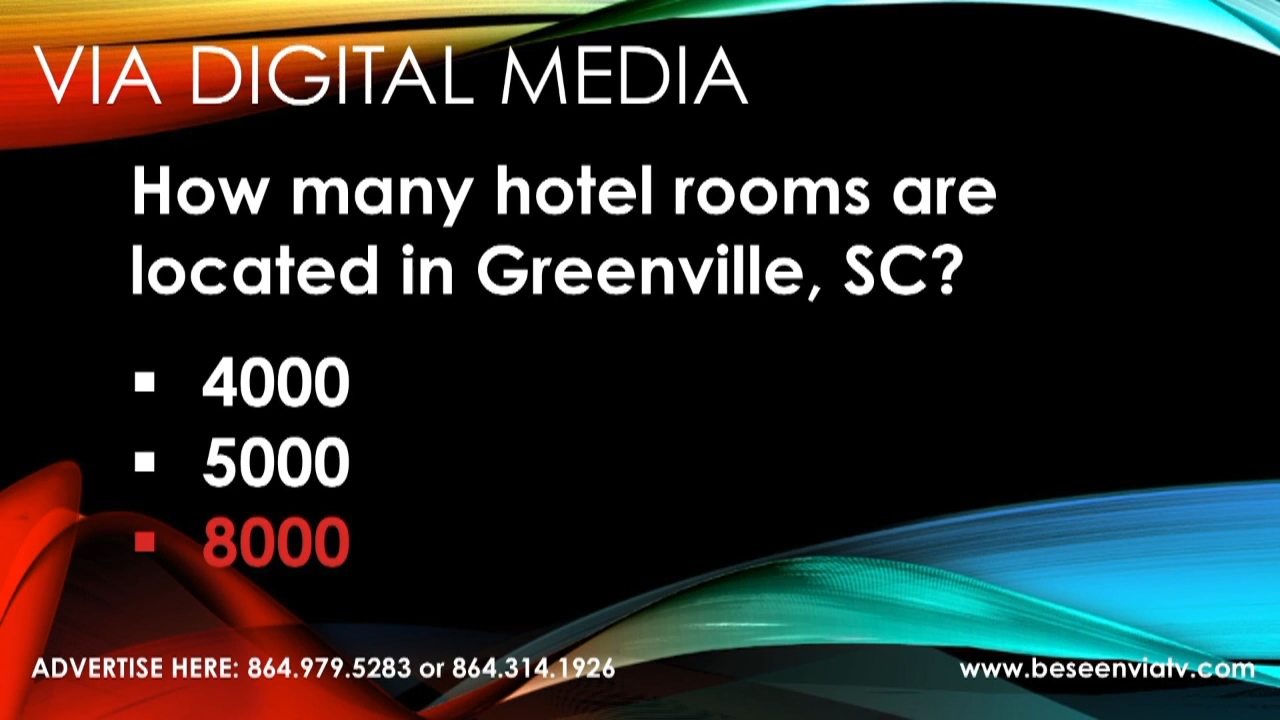 VIA DIGITAL MEDIA
How many hotel rooms are
located in Greenville, SC?
▪ 4000
▪ 5000
▪ 8000
ADVERTISE HERE: 864.979.5283 or 864.314.1926
www.beseenviatv.com